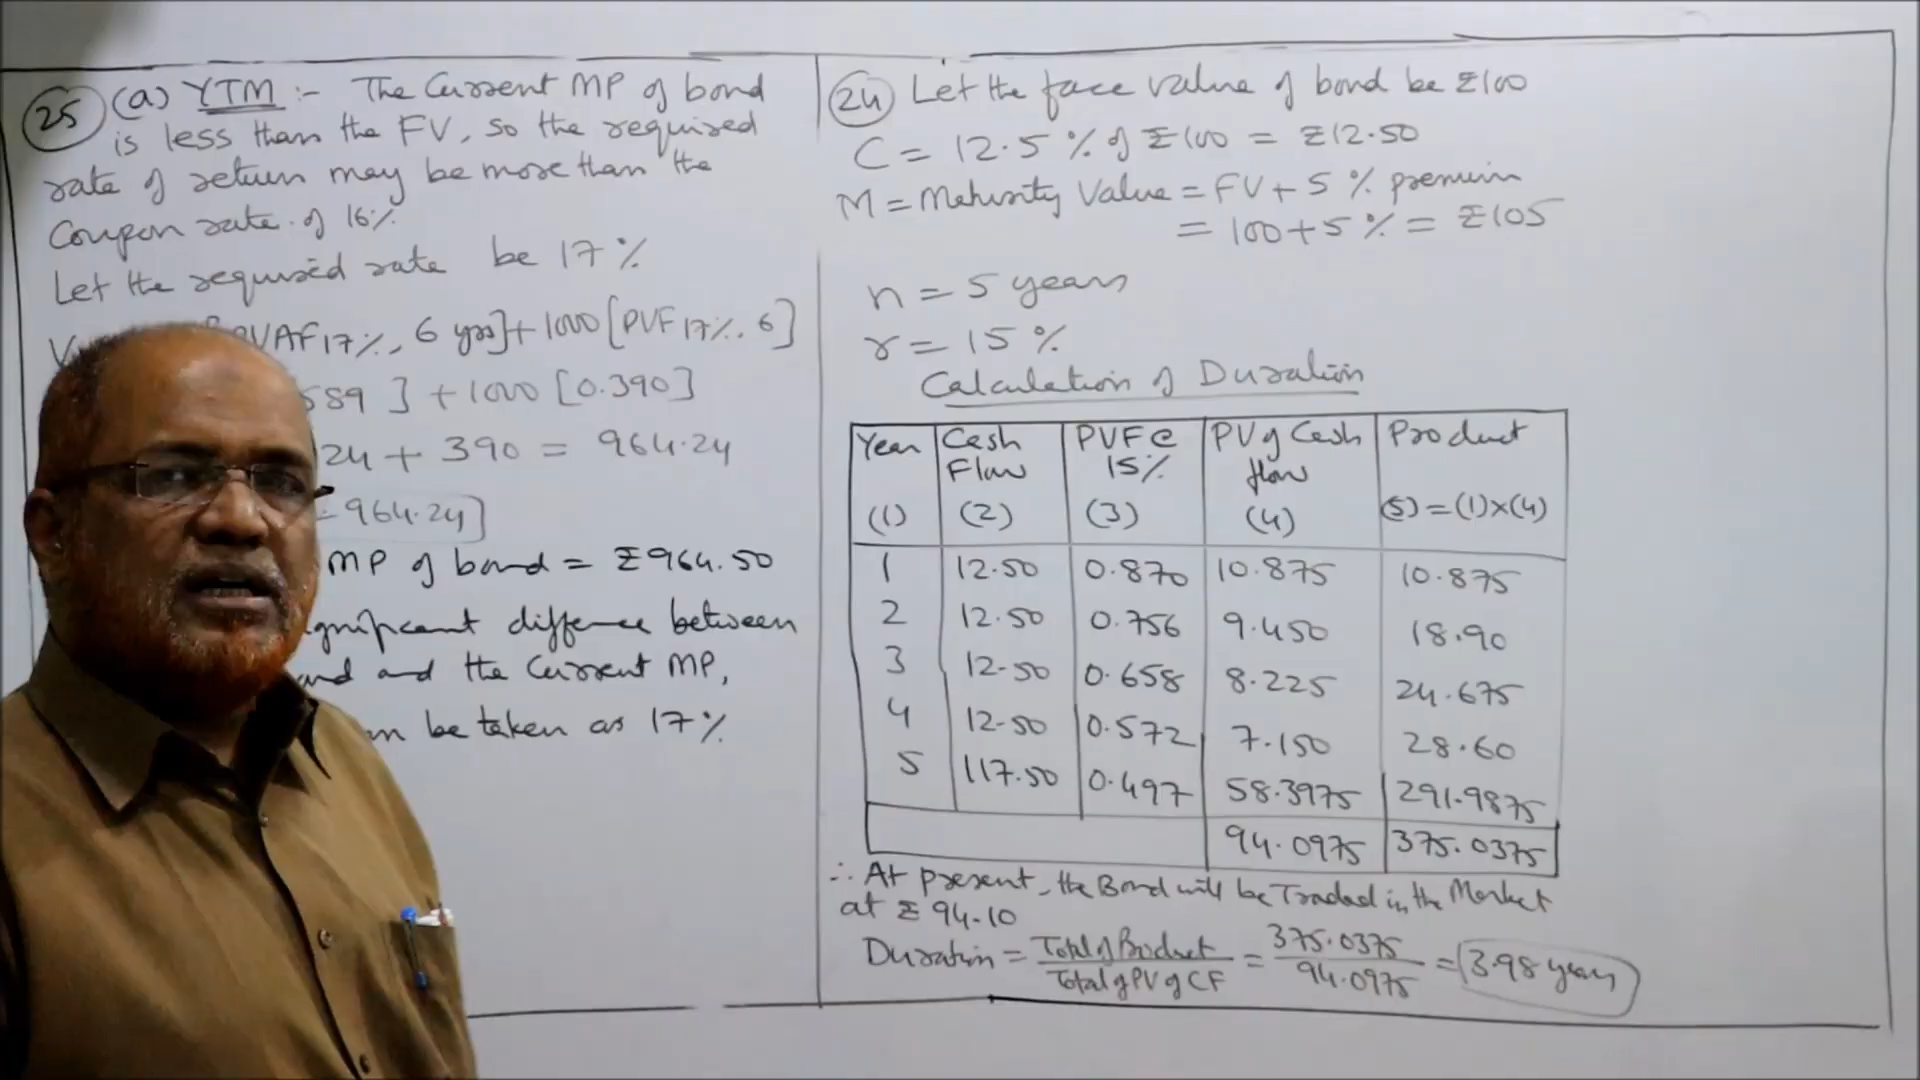 25 (a) YTM :- The Current MP of bond
is less than the FV, so the required
rate of return may be more than the
Coupon rate of 16%
Let the required rate be 17%
VAF17%, 6 yrs] + 1000 [PVF 17%, 6]
589 ] + 1000 [0.390]
24 + 390 = 964.24
= 964.24]
MP of bond = ₹964.50
gnificant difference between
and the Current MP,
be taken as 17%
24 Let the face value of bond be ₹100
C = 12.5 % of ₹100 = ₹12.50
M = Maturity Value = FV + 5 % premium
= 100 + 5 % = ₹105
n = 5 years
r = 15 %
Calculation of Duration
Year Cash PVF @ PV of Cash Product
Flow 15% flow
(1) (2) (3) (4) (5) = (1)×(4)
1 12.50 0.870 10.875 10.875
2 12.50 0.756 9.450 18.90
3 12.50 0.658 8.225 24.675
4 12.50 0.572 7.150 28.60
5 117.50 0.497 58.3975 291.9875
94.0975 375.0375
∴ At present, the Bond will be Traded in the Market
at ₹ 94.10
Duration = Total of Product = 375.0375 = 3.98 years
Total of PV of CF 94.0975